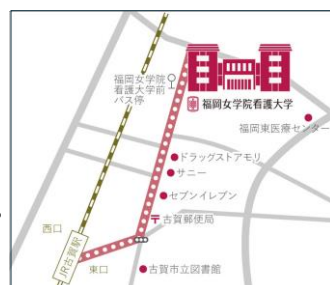 福岡女学院
看護大学前
バス停
福岡女学院看護大学
福岡東医療センター
ドラッグストアモリ
サニー
セブンイレブン
古賀郵便局
西口
JR古賀駅
東口
古賀市立図書館